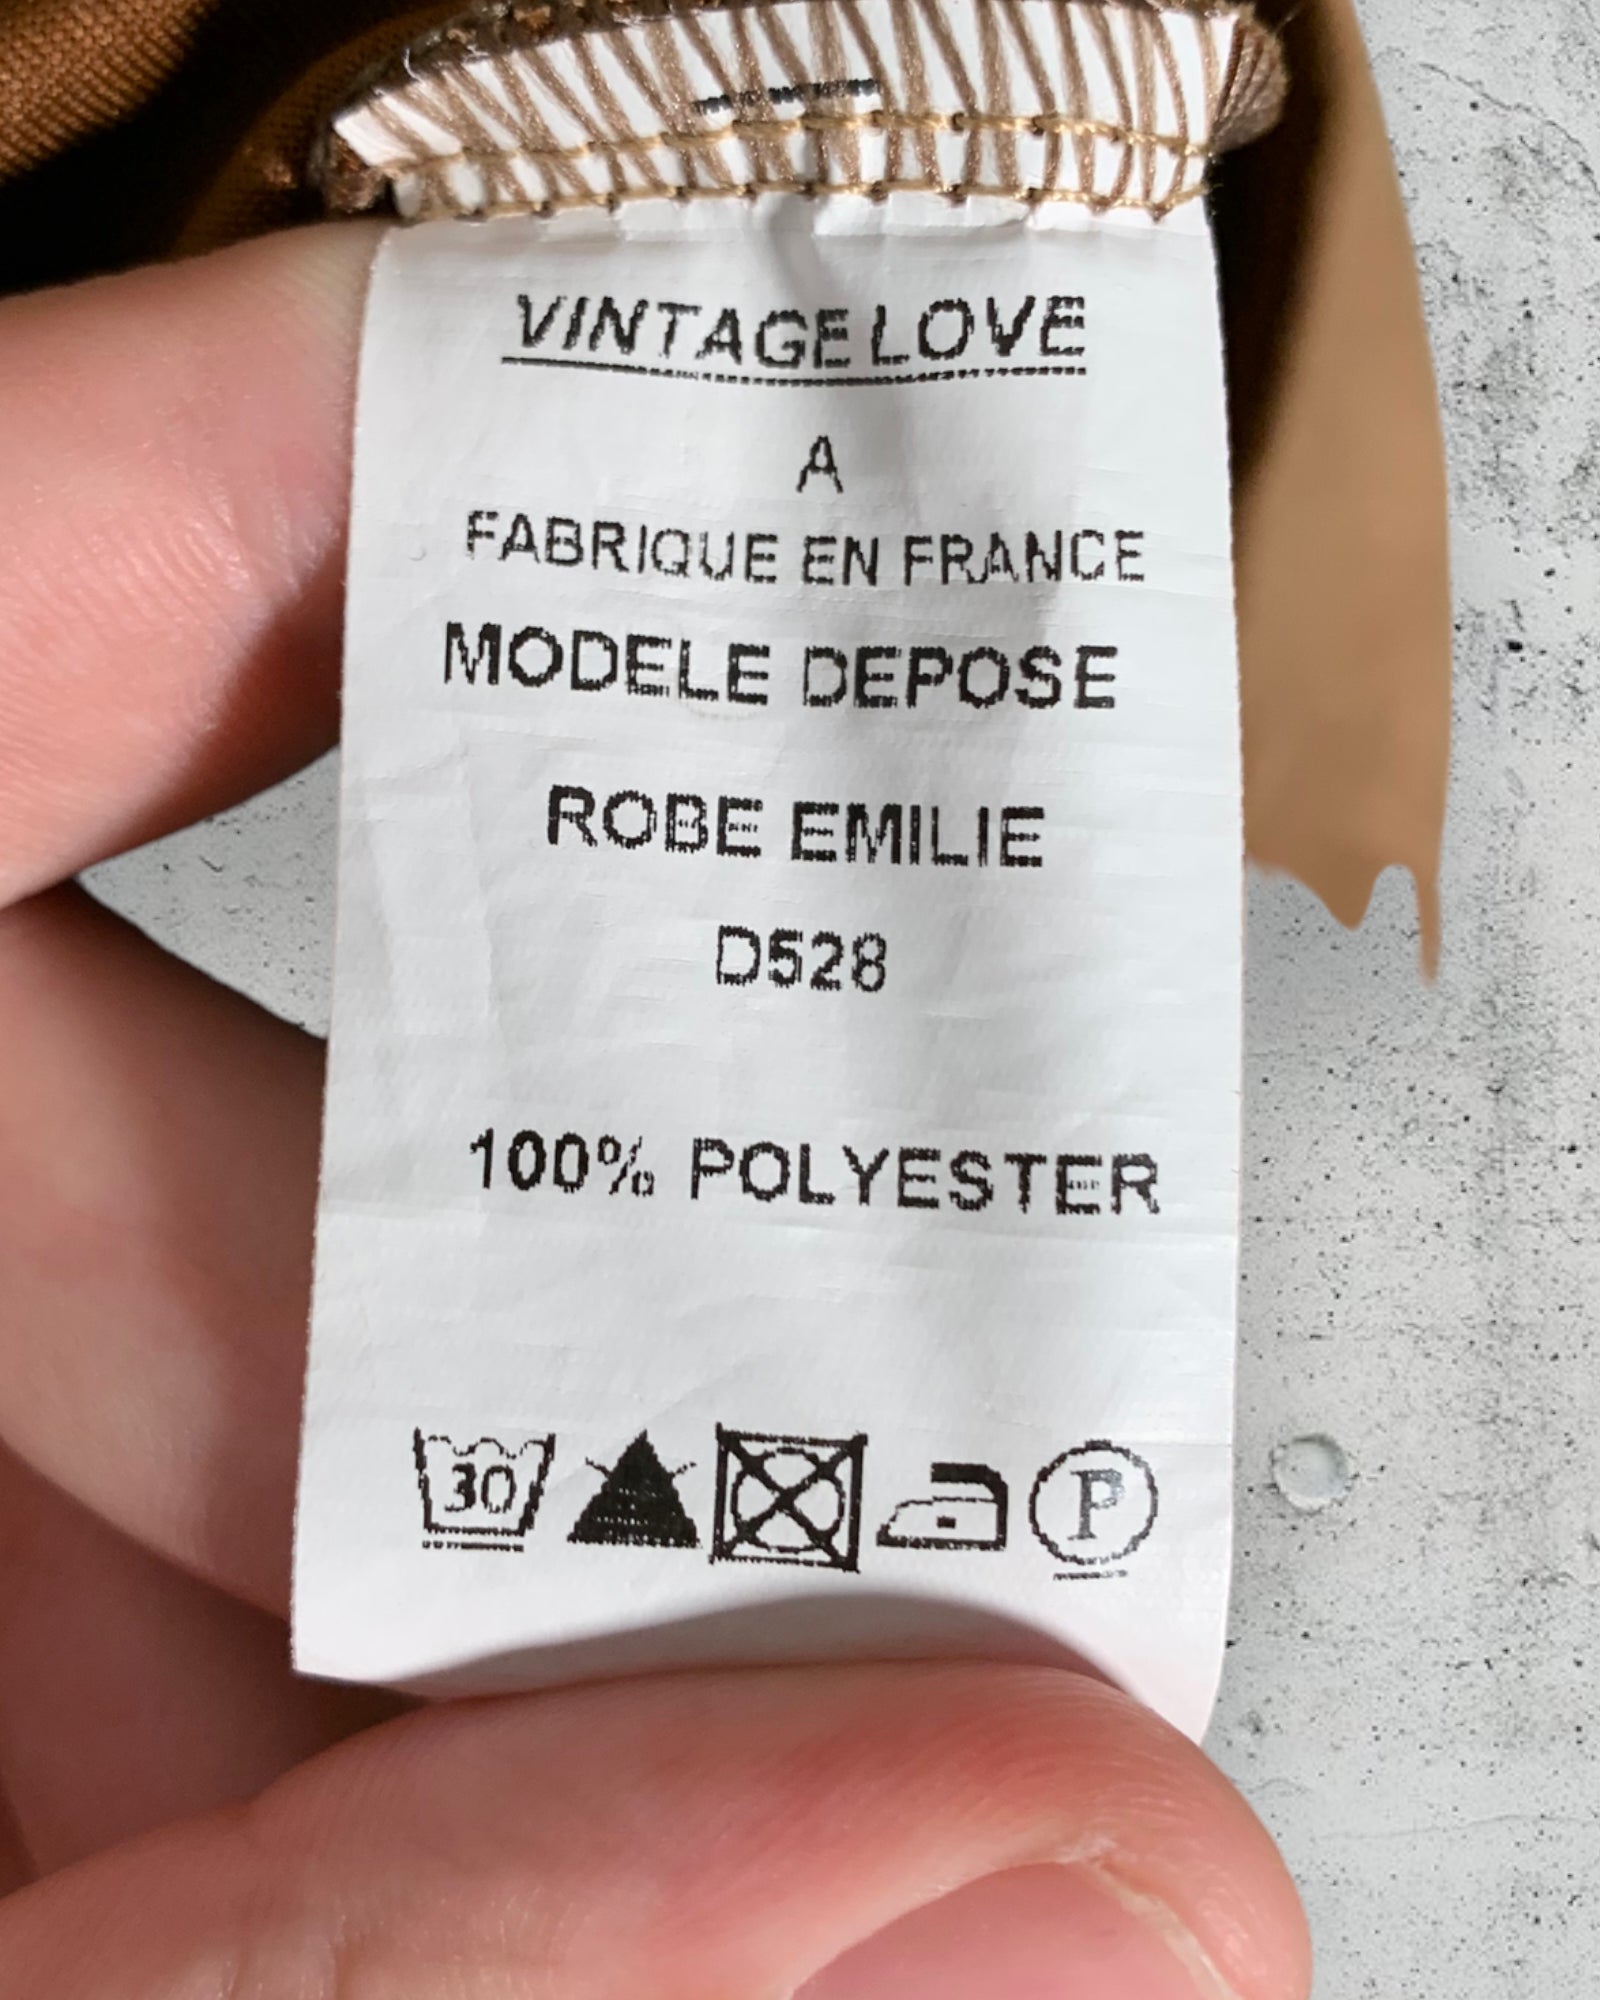 VINTAGE LOVE
A
FABRIQUE EN FRANCE
MODELE DEPOSE
ROBE EMILIE
D528
100% POLYESTER
30 P